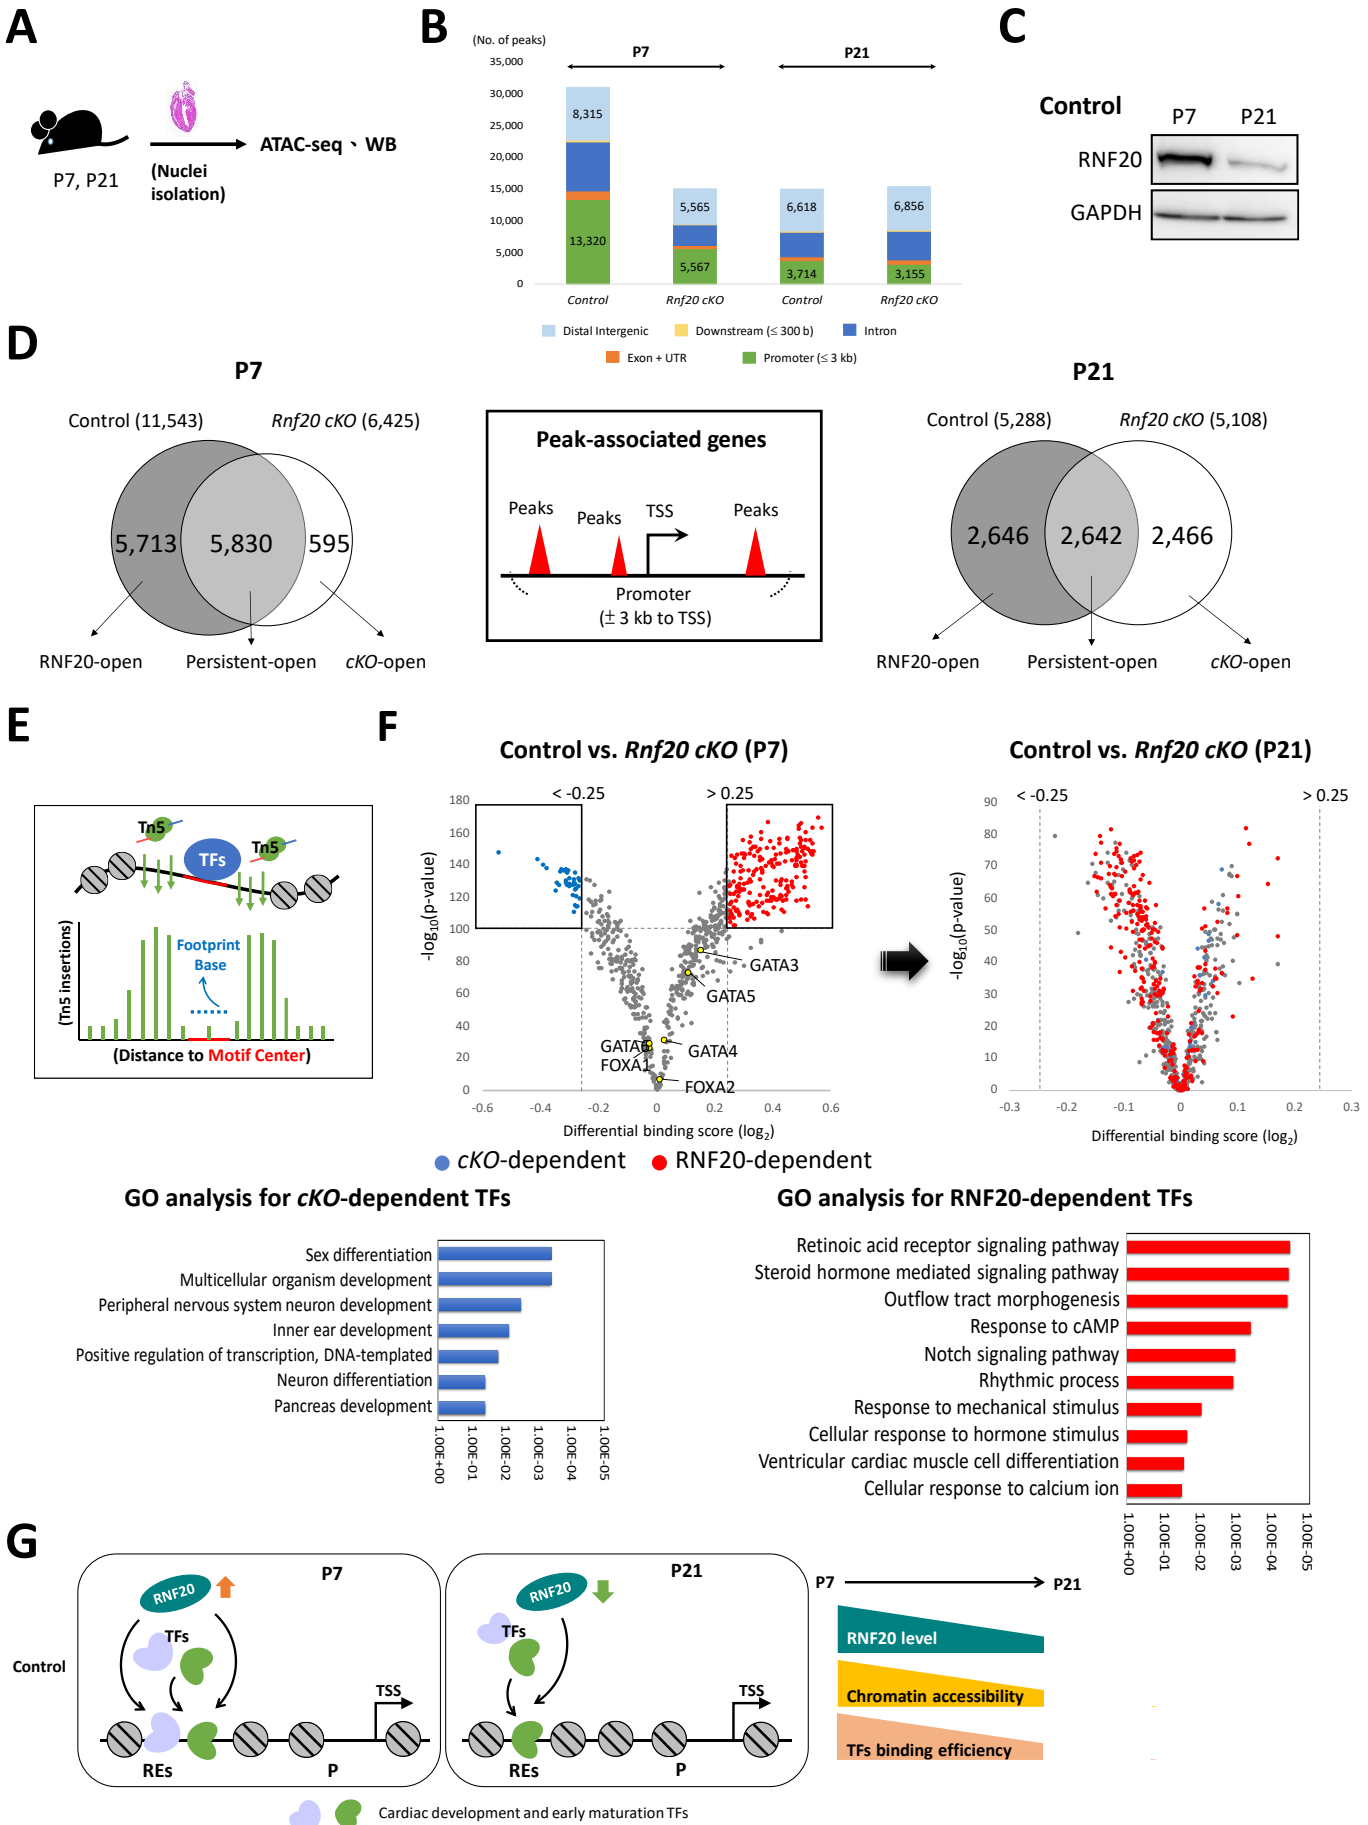 A
P7, P21
(Nuclei
isolation)
ATAC-seq、WB
B
(No. of peaks)
P7
P21
35,000
30,000
25,000
20,000
15,000
10,000
5,000
0
8,315
13,320
5,565
5,567
6,618
3,714
6,856
3,155
Control
Rnf20 cKO
Control
Rnf20 cKO
Distal Intergenic
Downstream (≤ 300 b)
Intron
Exon + UTR
Promoter (≤ 3 kb)
C
Control
P7
P21
RNF20
GAPDH
D
P7
Control (11,543)
Rnf20 cKO (6,425)
5,713
5,830
595
RNF20-open
Persistent-open
cKO-open
Peak-associated genes
Peaks
Peaks
TSS
Peaks
Promoter
(± 3 kb to TSS)
P21
Control (5,288)
Rnf20 cKO (5,108)
2,646
2,642
2,466
RNF20-open
Persistent-open
cKO-open
E
Tn5
TFs
Tn5
(Tn5 insertions)
Footprint
Base
(Distance to Motif Center)
F
Control vs. Rnf20 cKO (P7)
< -0.25
> 0.25
-log10(p-value)
180
160
140
120
100
80
60
40
20
0
GATA3
GATA5
GATA6
GATA4
FOXA1
FOXA2
-0.6
-0.4
-0.2
0
0.2
0.4
0.6
Differential binding score (log2)
Control vs. Rnf20 cKO (P21)
< -0.25
> 0.25
-log10(p-value)
90
80
70
60
50
40
30
20
10
0
-0.3
-0.2
-0.1
0
0.1
0.2
0.3
Differential binding score (log2)
cKO-dependent
RNF20-dependent
GO analysis for cKO-dependent TFs
Sex differentiation
Multicellular organism development
Peripheral nervous system neuron development
Inner ear development
Positive regulation of transcription, DNA-templated
Neuron differentiation
Pancreas development
1.00E+00
1.00E-01
1.00E-02
1.00E-03
1.00E-04
1.00E-05
GO analysis for RNF20-dependent TFs
Retinoic acid receptor signaling pathway
Steroid hormone mediated signaling pathway
Outflow tract morphogenesis
Response to cAMP
Notch signaling pathway
Rhythmic process
Response to mechanical stimulus
Cellular response to hormone stimulus
Ventricular cardiac muscle cell differentiation
Cellular response to calcium ion
1.00E+00
1.00E-01
1.00E-02
1.00E-03
1.00E-04
1.00E-05
G
Control
P7
RNF20
TFs
TSS
REs
P
P21
RNF20
TFs
TSS
REs
P
P7
P21
RNF20 level
Chromatin accessibility
TFs binding efficiency
Cardiac development and early maturation TFs